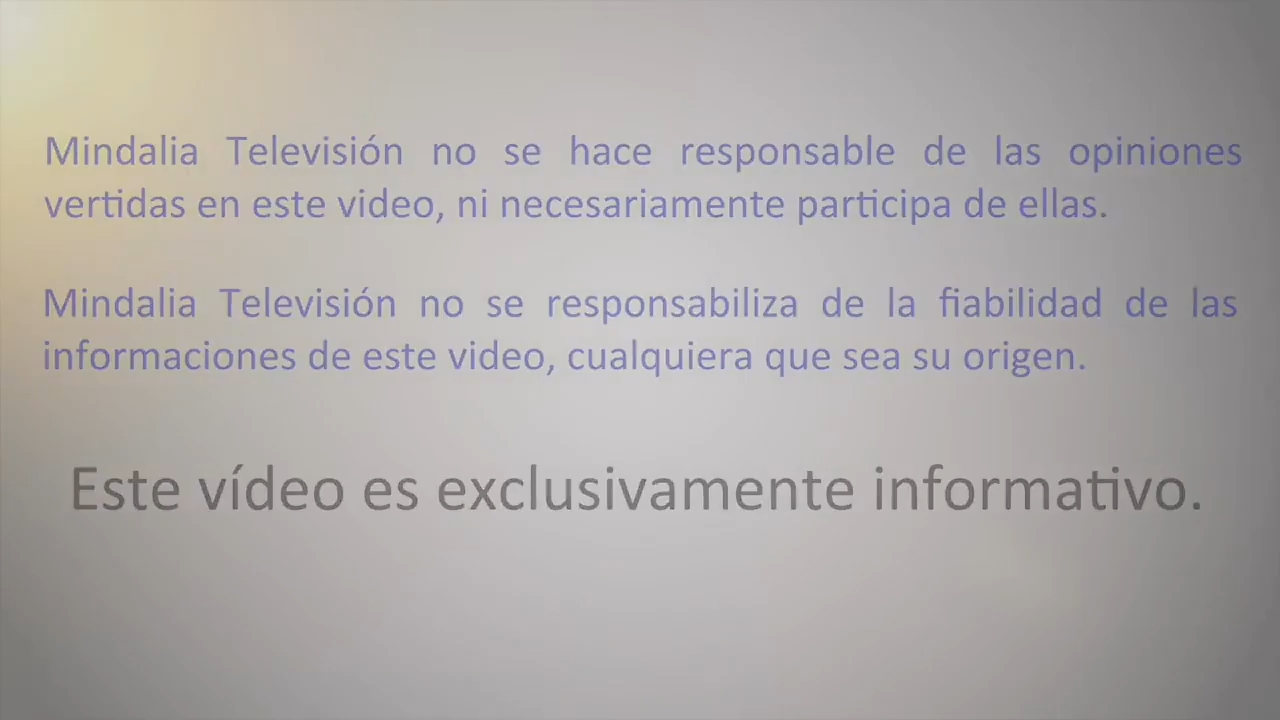 Mindalia Televisión no se hace responsable de las opiniones
vertidas en este video, ni necesariamente participa de ellas.
Mindalia Televisión no se responsabiliza de la fiabilidad de las
informaciones de este video, cualquiera que sea su origen.
Este vídeo es exclusivamente informativo.